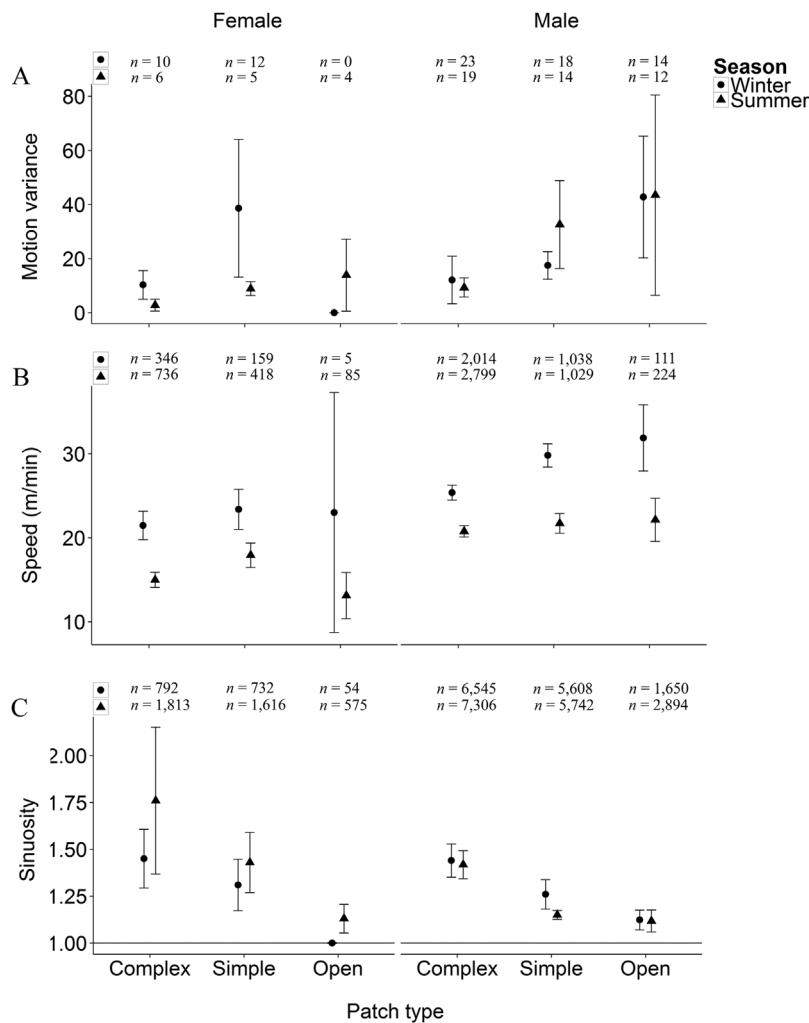 Female Male
n = 10 n = 12 n = 0 n = 23 n = 18 n = 14
n = 6 n = 5 n = 4 n = 19 n = 14 n = 12
Season
Winter
Summer
A
80
60
40
20
0
Motion variance
n = 346 n = 159 n = 5 n = 2,014 n = 1,038 n = 111
n = 736 n = 418 n = 85 n = 2,799 n = 1,029 n = 224
B
30
20
10
Speed (m/min)
n = 792 n = 732 n = 54 n = 6,545 n = 5,608 n = 1,650
n = 1,813 n = 1,616 n = 575 n = 7,306 n = 5,742 n = 2,894
C
2.00
1.75
1.50
1.25
1.00
Sinuosity
Complex Simple Open Complex Simple Open
Patch type